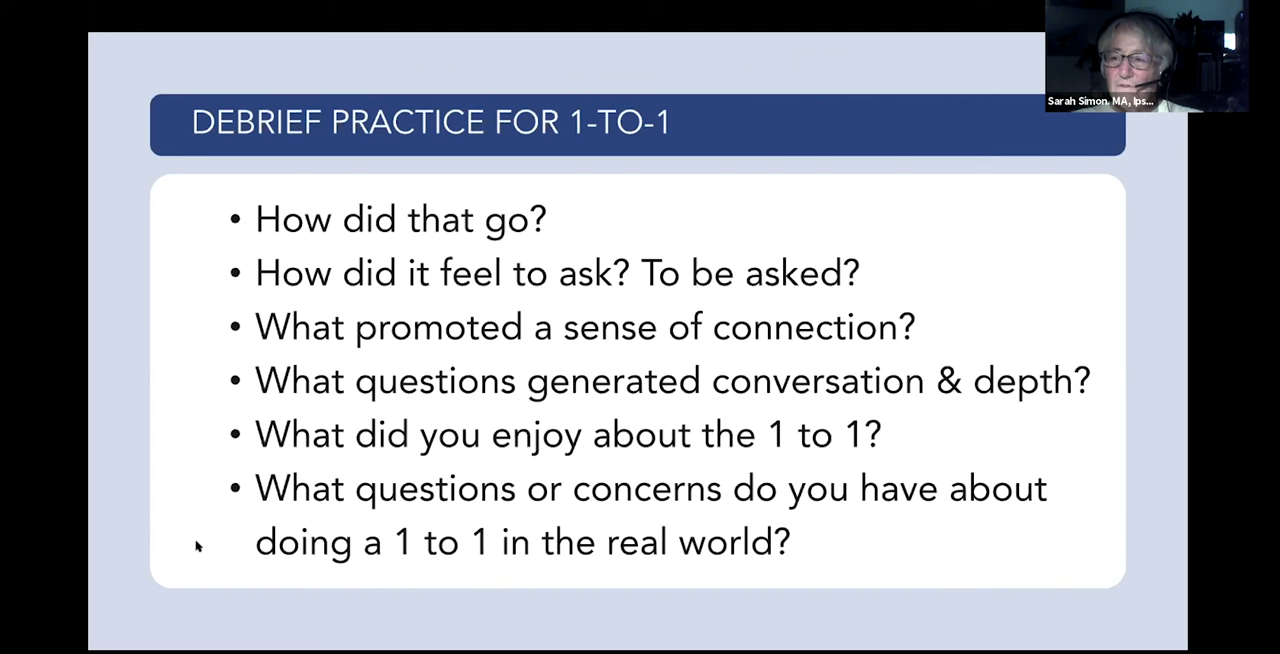 DEBRIEF PRACTICE FOR 1-TO-1
• How did that go?
• How did it feel to ask? To be asked?
• What promoted a sense of connection?
• What questions generated conversation & depth?
• What did you enjoy about the 1 to 1?
• What questions or concerns do you have about
doing a 1 to 1 in the real world?
Sarah Simon, MA, Ips...